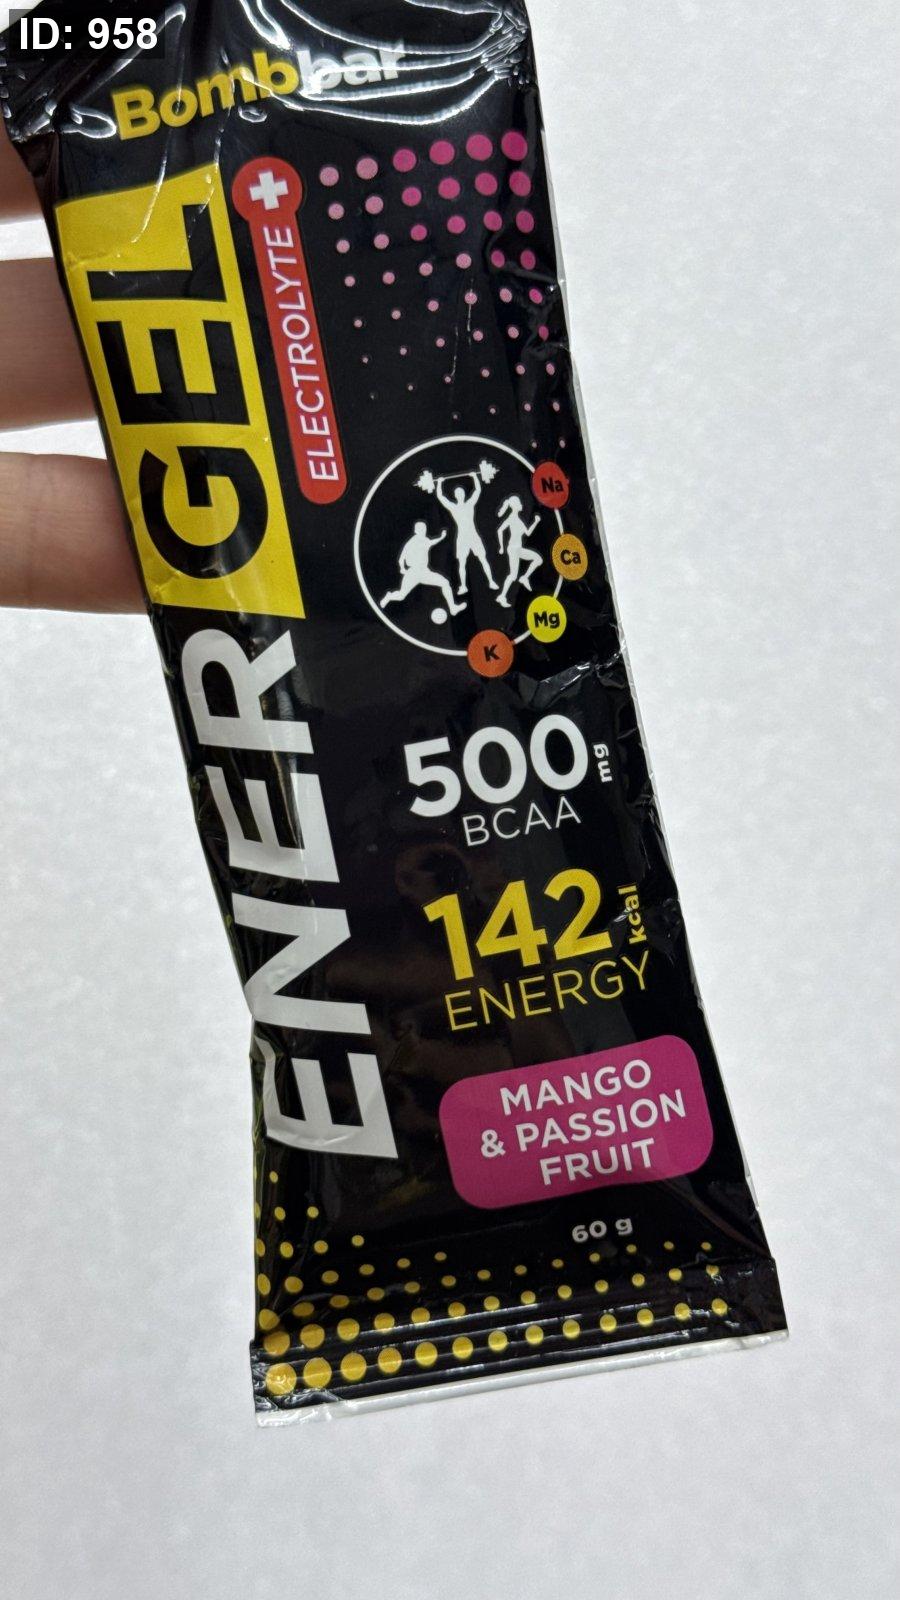 ID: 958
Bombbar
ENERGEL
ELECTROLYTE
Na
Ca
Mg
K
500 mg
BCAA
142 kcal
ENERGY
MANGO
& PASSION
FRUIT
60 g